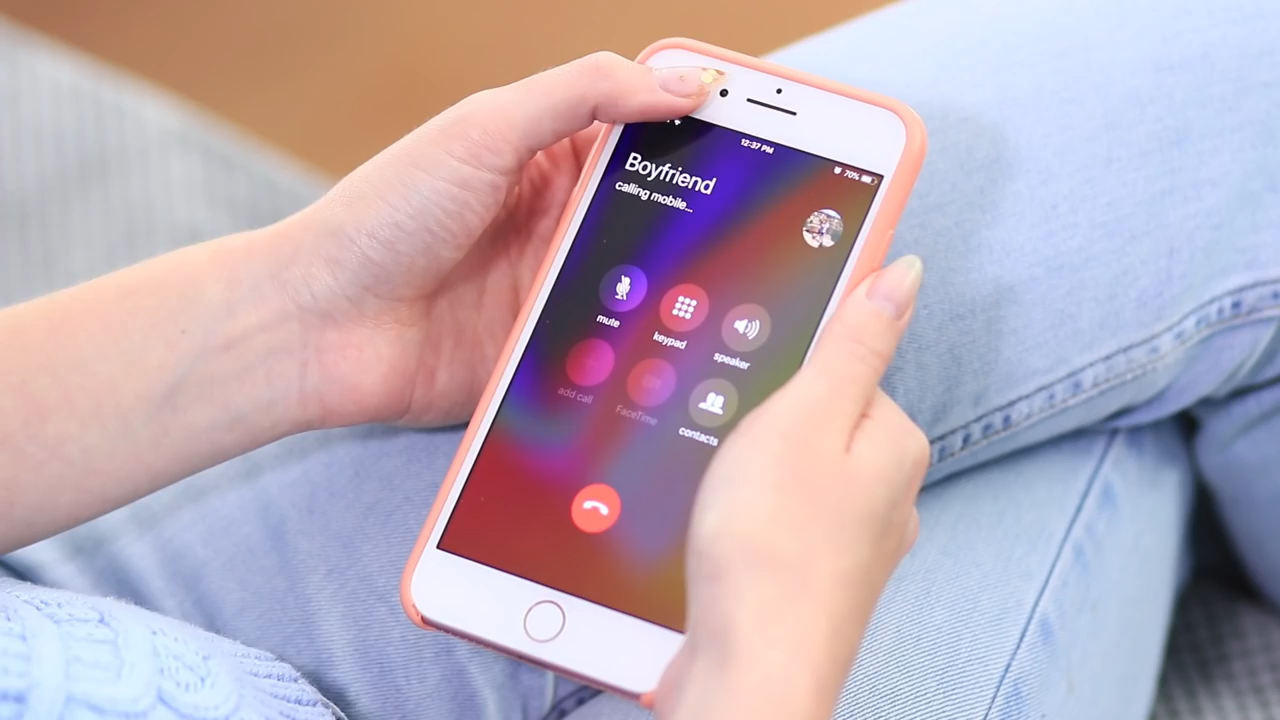 12:37 PM
70%
Boyfriend
calling mobile...
mute
keypad
speaker
add call
FaceTime
contacts